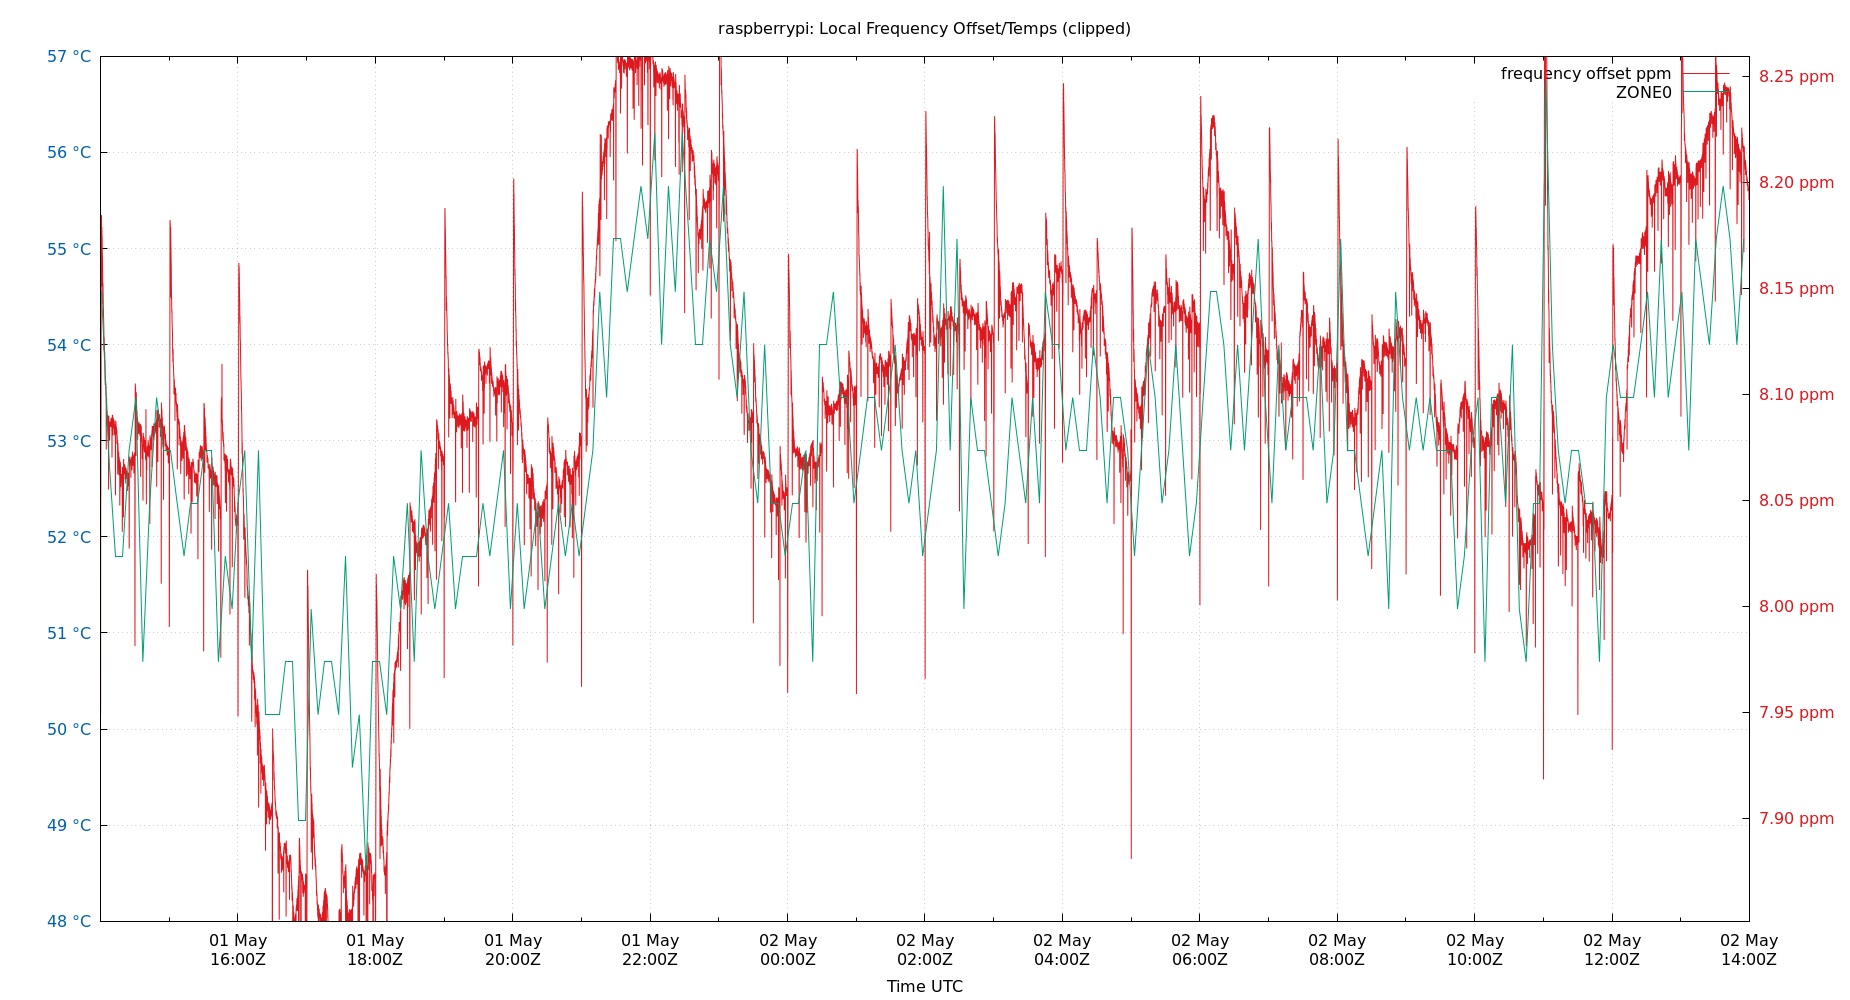 raspberrypi: Local Frequency Offset/Temps (clipped)
57 °C
56 °C
55 °C
54 °C
53 °C
52 °C
51 °C
50 °C
49 °C
48 °C
frequency offset ppm
ZONE0
8.25 ppm
8.20 ppm
8.15 ppm
8.10 ppm
8.05 ppm
8.00 ppm
7.95 ppm
7.90 ppm
01 May
16:00Z
01 May
18:00Z
01 May
20:00Z
01 May
22:00Z
02 May
00:00Z
02 May
02:00Z
02 May
04:00Z
02 May
06:00Z
02 May
08:00Z
02 May
10:00Z
02 May
12:00Z
02 May
14:00Z
Time UTC